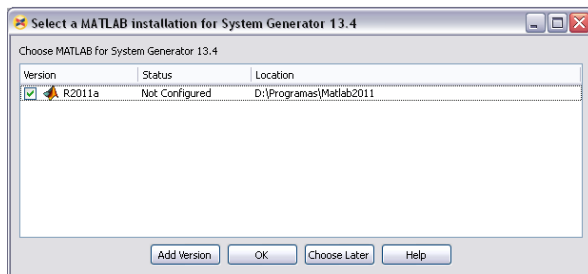 Select a MATLAB installation for System Generator 13.4
Choose MATLAB for System Generator 13.4
Version Status Location
R2011a Not Configured D:\Programas\Matlab2011
Add Version OK Choose Later Help